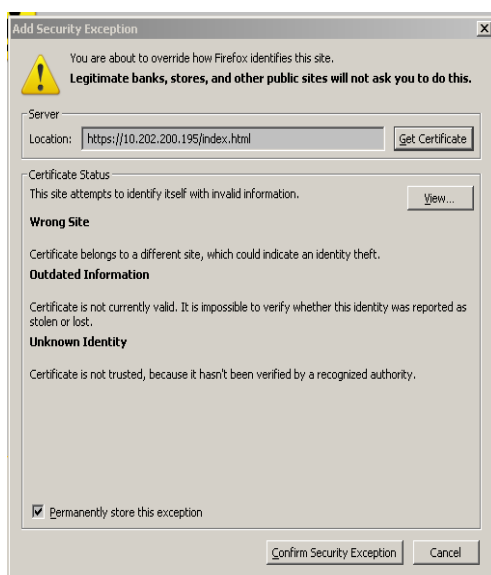 Add Security Exception
You are about to override how Firefox identifies this site.
Legitimate banks, stores, and other public sites will not ask you to do this.
Server
Location: https://10.202.200.195/index.html Get Certificate
Certificate Status
This site attempts to identify itself with invalid information. View...
Wrong Site
Certificate belongs to a different site, which could indicate an identity theft.
Outdated Information
Certificate is not currently valid. It is impossible to verify whether this identity was reported as
stolen or lost.
Unknown Identity
Certificate is not trusted, because it hasn't been verified by a recognized authority.
Permanently store this exception
Confirm Security Exception Cancel